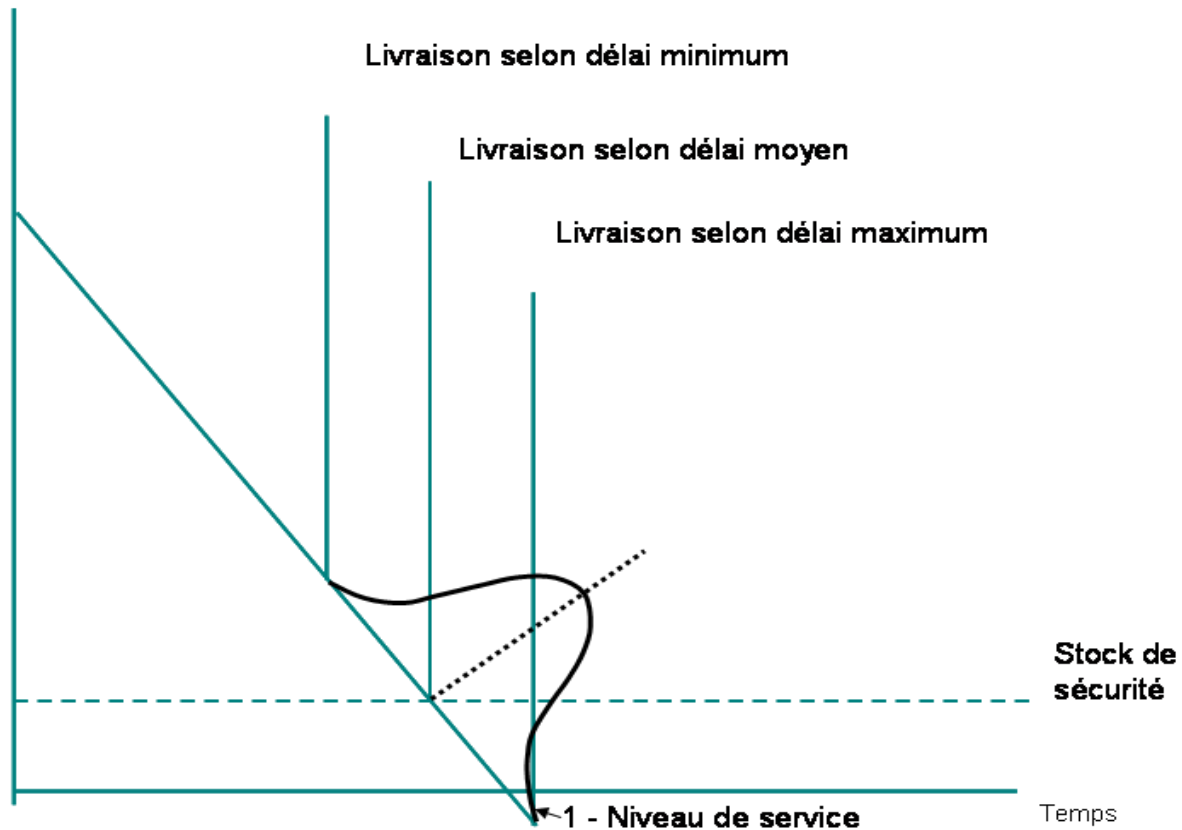 Livraison selon délai minimum
Livraison selon délai moyen
Livraison selon délai maximum
Stock de
sécurité
1 - Niveau de service
Temps